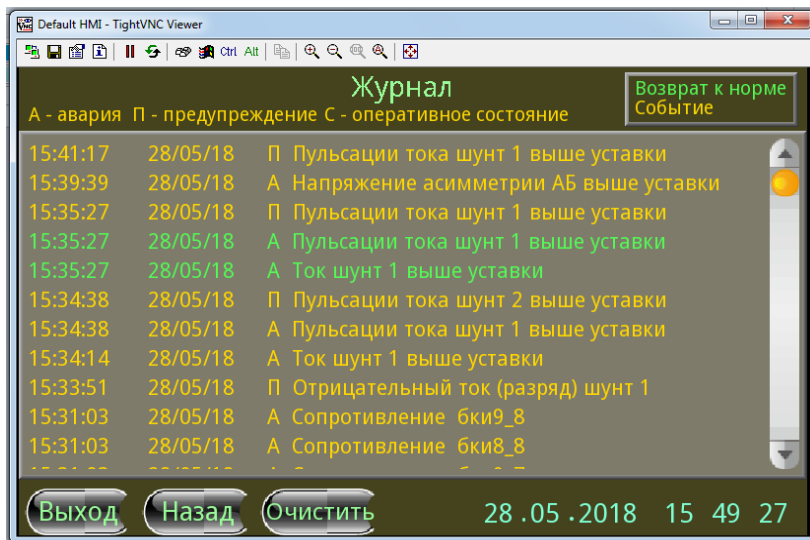 Default HMI - TightVNC Viewer
Ctrl Alt
Журнал
А - авария П - предупреждение С - оперативное состояние
Возврат к норме
Событие
15:41:17 28/05/18 П Пульсации тока шунт 1 выше уставки
15:39:39 28/05/18 А Напряжение асимметрии АБ выше уставки
15:35:27 28/05/18 П Пульсации тока шунт 1 выше уставки
15:35:27 28/05/18 А Пульсации тока шунт 1 выше уставки
15:35:27 28/05/18 А Ток шунт 1 выше уставки
15:34:38 28/05/18 П Пульсации тока шунт 2 выше уставки
15:34:38 28/05/18 А Пульсации тока шунт 1 выше уставки
15:34:14 28/05/18 А Ток шунт 1 выше уставки
15:33:51 28/05/18 П Отрицательный ток (разряд) шунт 1
15:31:03 28/05/18 А Сопротивление бки9_8
15:31:03 28/05/18 А Сопротивление бки8_8
Выход Назад Очистить 28.05.2018 15 49 27